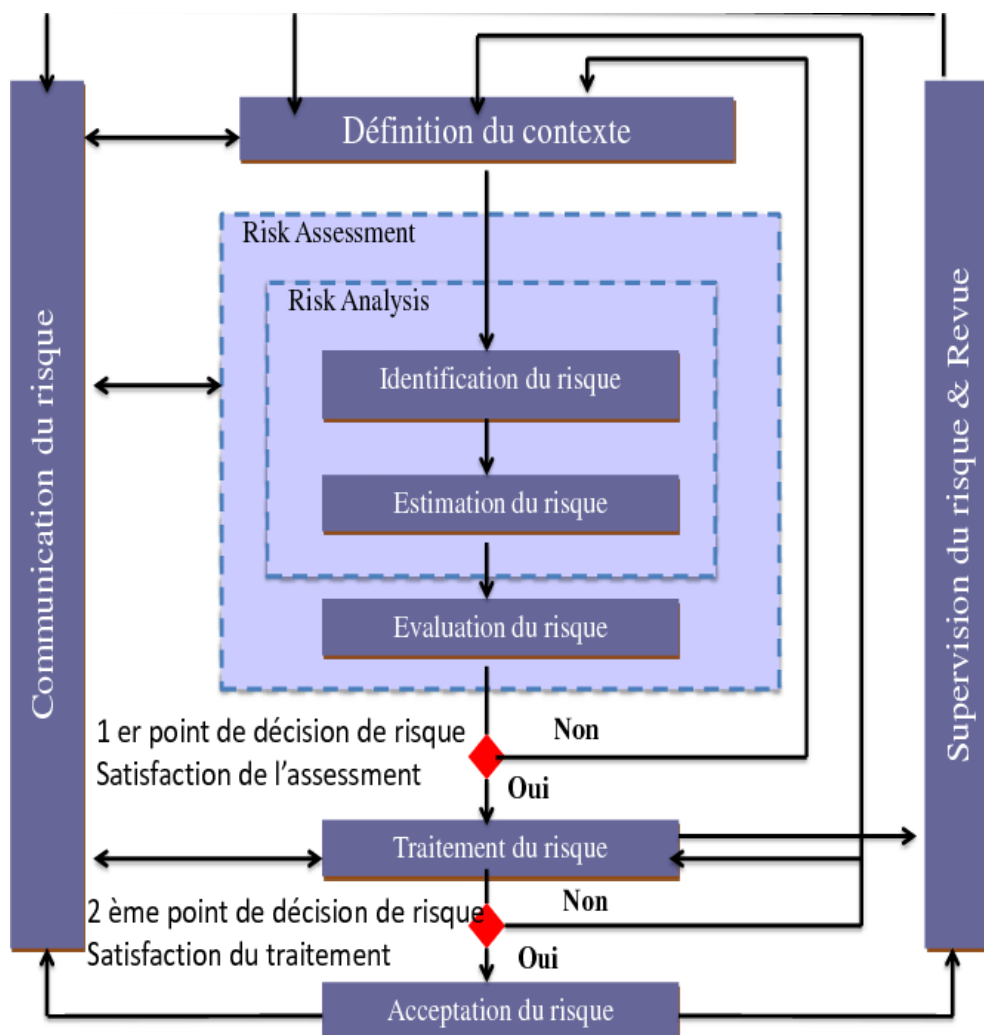 Définition du contexte
Risk Assessment
Risk Analysis
Identification du risque
Estimation du risque
Evaluation du risque
Communication du risque
Supervision du risque & Revue
1 er point de décision de risque
Satisfaction de l'assessment
Non
Oui
Traitement du risque
2 ème point de décision de risque
Satisfaction du traitement
Non
Oui
Acceptation du risque